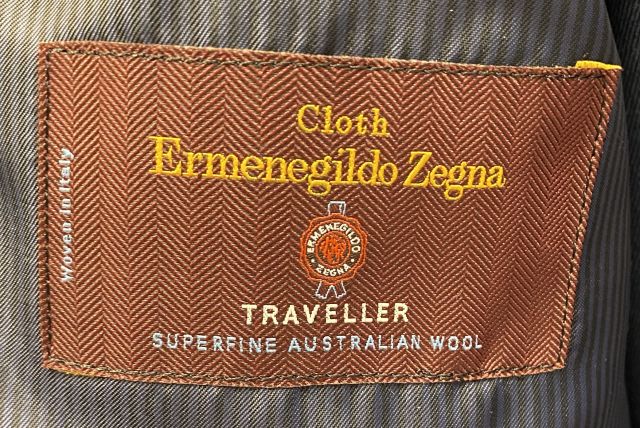 Cloth
Ermenegildo Zegna
Woven in Italy
ERMENEGILDO
ZEGNA
TRAVELLER
SUPERFINE AUSTRALIAN WOOL